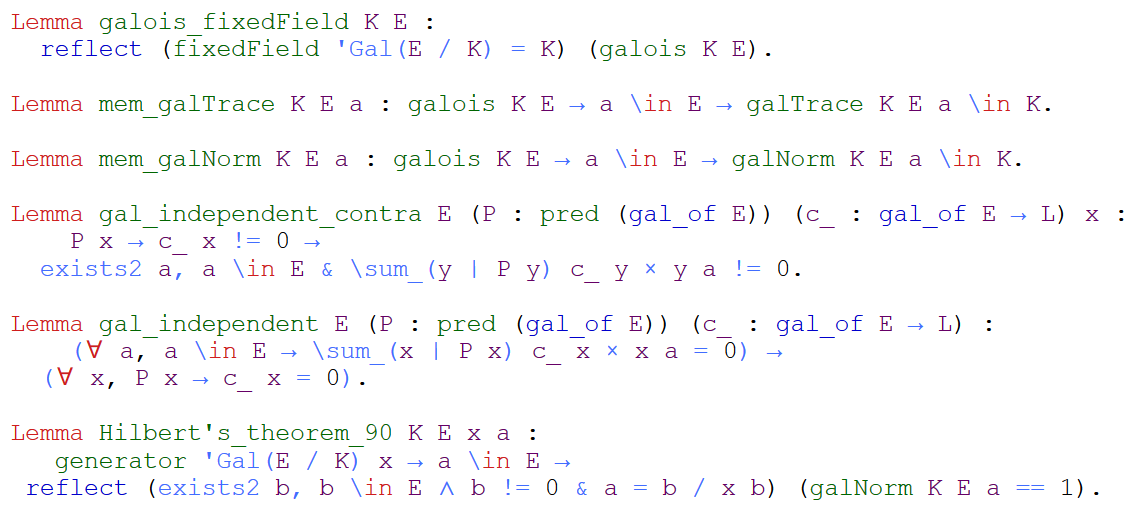 Lemma galois_fixedField K E :
reflect (fixedField 'Gal(E / K) = K) (galois K E).
Lemma mem_galTrace K E a : galois K E → a \in E → galTrace K E a \in K.
Lemma mem_galNorm K E a : galois K E → a \in E → galNorm K E a \in K.
Lemma gal_independent_contra E (P : pred (gal_of E)) (c_ : gal_of E → L) x :
P x → c_ x != 0 →
exists2 a, a \in E & \sum_(y | P y) c_ y × y a != 0.
Lemma gal_independent E (P : pred (gal_of E)) (c_ : gal_of E → L) :
(∀ a, a \in E → \sum_(x | P x) c_ x × x a = 0) →
(∀ x, P x → c_ x = 0).
Lemma Hilbert's_theorem_90 K E x a :
generator 'Gal(E / K) x → a \in E →
reflect (exists2 b, b \in E ∧ b != 0 & a = b / x b) (galNorm K E a == 1).